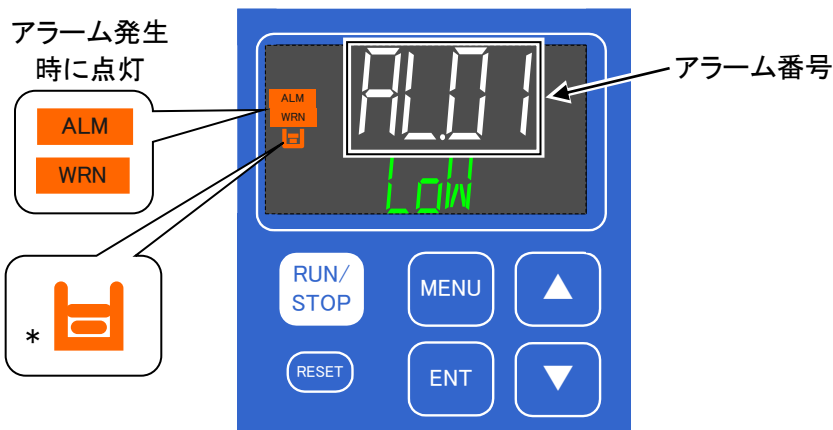 アラーム発生
時に点灯
ALM
WRN
*
ALM
WRN
AL.01
LoW
アラーム番号
RUN/
STOP
MENU
RESET
ENT